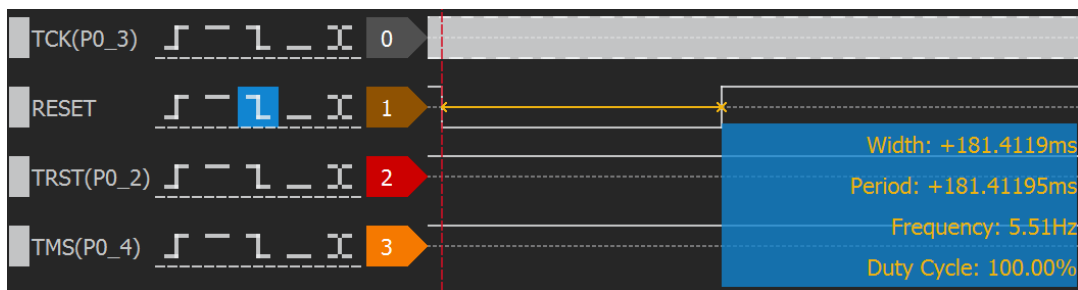 TCK(P0_3) 0
RESET 1
Width: +181.4119ms
TRST(P0_2) 2
Period: +181.41195ms
Frequency: 5.51Hz
TMS(P0_4) 3
Duty Cycle: 100.00%